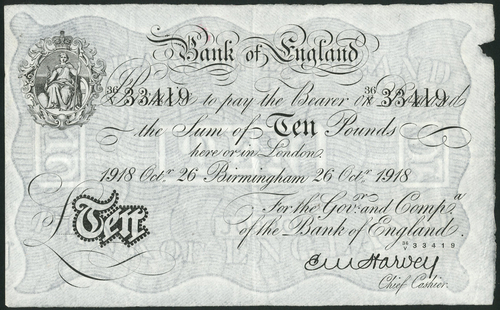 Bank of England
36/V 33419 36/V 33419
I Promise to pay the Bearer on Demand
the Sum of Ten Pounds
here or in London.
1918 Octr. 26 Birmingham 26 Octr. 1918
For the Govr. and Compa.
of the Bank of England.
36/V 33419
£Ten
E M Harvey
Chief Cashier.